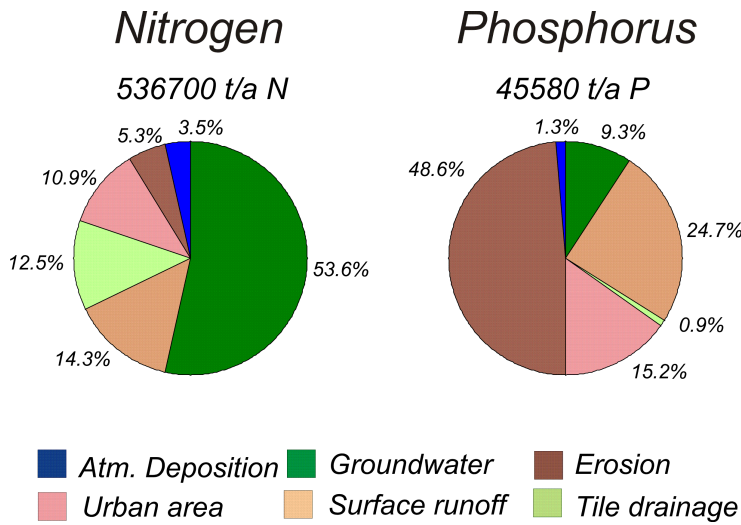 Nitrogen
Phosphorus
536700 t/a N
45580 t/a P
3.5%
5.3%
10.9%
12.5%
14.3%
53.6%
1.3%
9.3%
48.6%
24.7%
0.9%
15.2%
Atm. Deposition
Groundwater
Erosion
Urban area
Surface runoff
Tile drainage